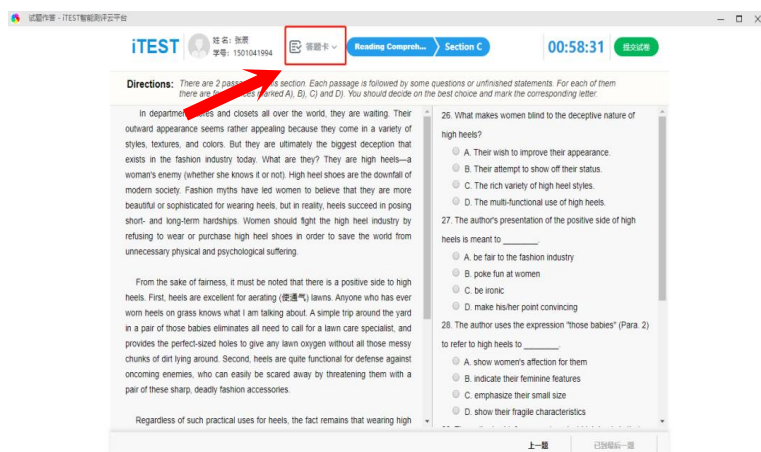 试题作答 - iTEST智能测评云平台
iTEST
姓 名：张景
学号：1501041994
答题卡
Reading Compreh...
Section C
00:58:31
提交试卷
Directions: There are 2 section. Each passage is followed by some questions or unfinished statements. For each of them
there are marked A), B), C) and D). You should decide on the best choice and mark the corresponding letter.
In and closets all over the world, they are waiting. Their
outward appearance seems rather appealing because they come in a variety of
styles, textures, and colors. But they are ultimately the biggest deception that
exists in the fashion industry today. What are they? They are high heels—a
woman's enemy (whether she knows it or not). High heel shoes are the downfall of
modern society. Fashion myths have led women to believe that they are more
beautiful or sophisticated for wearing heels, but in reality, heels succeed in posing
short- and long-term hardships. Women should fight the high heel industry by
refusing to wear or purchase high heel shoes in order to save the world from
unnecessary physical and psychological suffering.
From the sake of fairness, it must be noted that there is a positive side to high
heels. First, heels are excellent for aerating (使通气) lawns. Anyone who has ever
worn heels on grass knows what I am talking about. A simple trip around the yard
in a pair of those babies eliminates all need to call for a lawn care specialist, and
provides the perfect-sized holes to give any lawn oxygen without all those messy
chunks of dirt lying around. Second, heels are quite functional for defense against
oncoming enemies, who can easily be scared away by threatening them with a
pair of these sharp, deadly fashion accessories.
Regardless of such practical uses for heels, the fact remains that wearing high
26. What makes women blind to the deceptive nature of
high heels?
A. Their wish to improve their appearance.
B. Their attempt to show off their status.
C. The rich variety of high heel styles.
D. The multi-functional use of high heels.
27. The author's presentation of the positive side of high
heels is meant to ________.
A. be fair to the fashion industry
B. poke fun at women
C. be ironic
D. make his/her point convincing
28. The author uses the expression "those babies" (Para. 2)
to refer to high heels to ________.
A. show women's affection for them
B. indicate their feminine features
C. emphasize their small size
D. show their fragile characteristics
上一题
已到最后一题